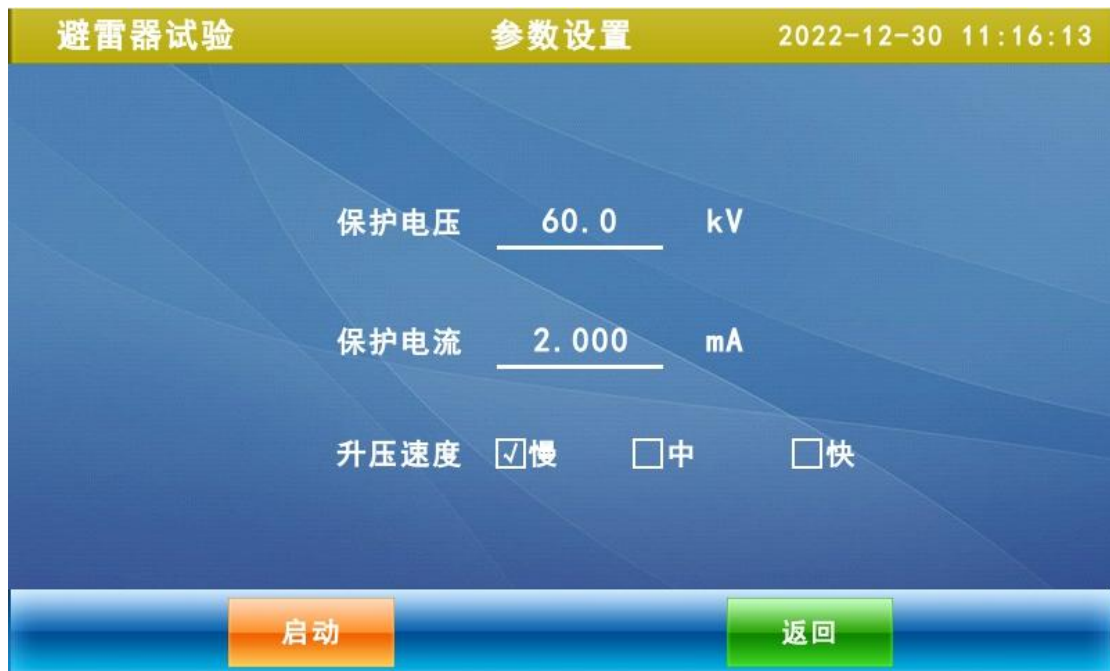 避雷器试验 参数设置 2022-12-30 11:16:13
保护电压 60.0 kV
保护电流 2.000 mA
升压速度 √慢 中 快
启动 返回